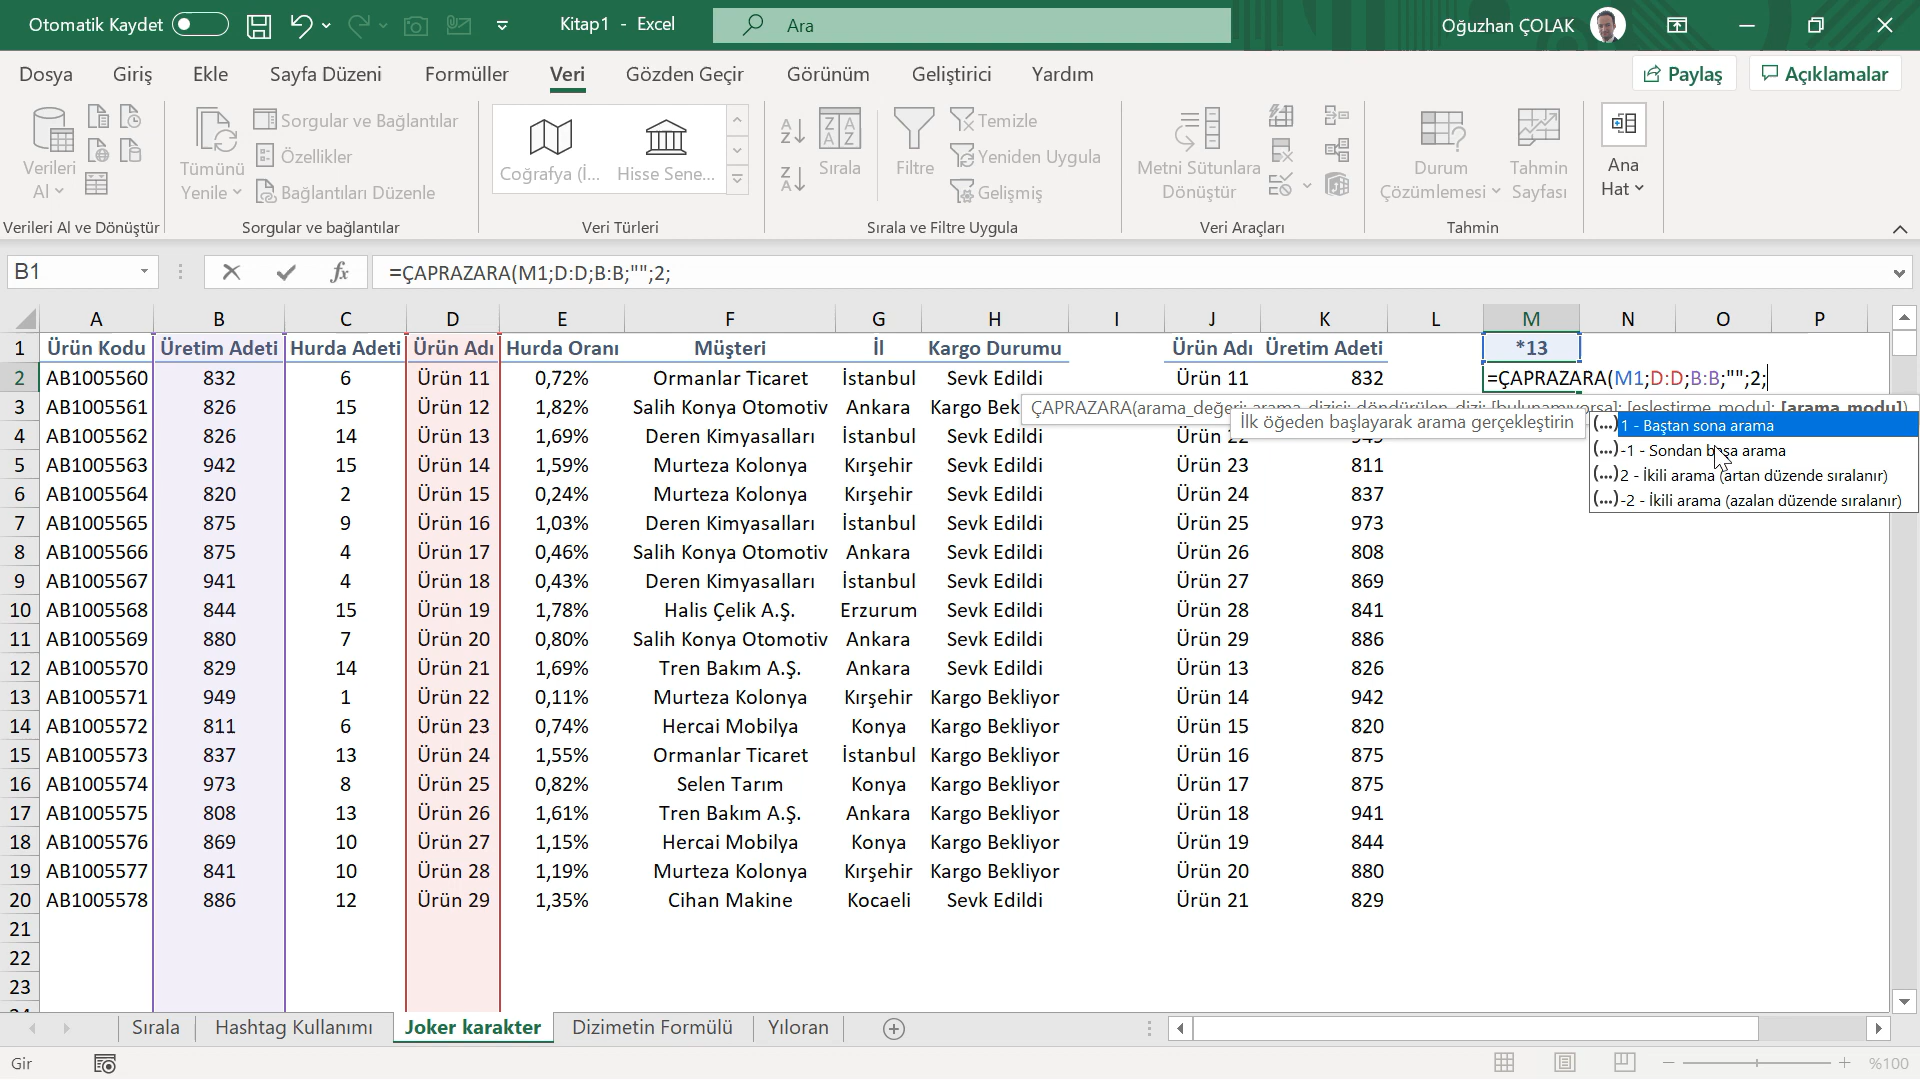 Otomatik Kaydet
Kitap1 - Excel
Ara
Oğuzhan ÇOLAK
Dosya Giriş Ekle Sayfa Düzeni Formüller Veri Gözden Geçir Görünüm Geliştirici Yardım
Paylaş Açıklamalar
Verileri Al
Tümünü Yenile
Sorgular ve Bağlantılar
Özellikler
Bağlantıları Düzenle
Coğrafya (İ... Hisse Sene...
Sırala
Filtre
Temizle
Yeniden Uygula
Gelişmiş
Metni Sütunlara Dönüştür
Durum Çözümlemesi
Tahmin Sayfası
Ana Hat
Verileri Al ve Dönüştür Sorgular ve bağlantılar Veri Türleri Sırala ve Filtre Uygula Veri Araçları Tahmin
B1 fx =ÇAPRAZARA(M1;D:D;B:B;"";2;
A B C D E F G H I J K L M N O P
1 Ürün Kodu Üretim Adeti Hurda Adeti Ürün Adı Hurda Oranı Müşteri İl Kargo Durumu Ürün Adı Üretim Adeti *13
2 AB1005560 832 6 Ürün 11 0,72% Ormanlar Ticaret İstanbul Sevk Edildi Ürün 11 832 =ÇAPRAZARA(M1;D:D;B:B;"";2;
3 AB1005561 826 15 Ürün 12 1,82% Salih Konya Otomotiv Ankara Kargo Bek
ÇAPRAZARA(arama_değeri; arama_dizisi; döndürülen_dizi; [bulunamıyorsa]; [eşleştirme_modu]; [arama_modu])
İlk öğeden başlayarak arama gerçekleştirin
(...) 1 - Baştan sona arama
(...) -1 - Sondan başa arama
(...) 2 - İkili arama (artan düzende sıralanır)
(...) -2 - İkili arama (azalan düzende sıralanır)
4 AB1005562 826 14 Ürün 13 1,69% Deren Kimyasalları İstanbul Sevk Edildi Ürün 22 949
5 AB1005563 942 15 Ürün 14 1,59% Murteza Kolonya Kırşehir Sevk Edildi Ürün 23 811
6 AB1005564 820 2 Ürün 15 0,24% Murteza Kolonya Kırşehir Sevk Edildi Ürün 24 837
7 AB1005565 875 9 Ürün 16 1,03% Deren Kimyasalları İstanbul Sevk Edildi Ürün 25 973
8 AB1005566 875 4 Ürün 17 0,46% Salih Konya Otomotiv Ankara Sevk Edildi Ürün 26 808
9 AB1005567 941 4 Ürün 18 0,43% Deren Kimyasalları İstanbul Sevk Edildi Ürün 27 869
10 AB1005568 844 15 Ürün 19 1,78% Halis Çelik A.Ş. Erzurum Sevk Edildi Ürün 28 841
11 AB1005569 880 7 Ürün 20 0,80% Salih Konya Otomotiv Ankara Sevk Edildi Ürün 29 886
12 AB1005570 829 14 Ürün 21 1,69% Tren Bakım A.Ş. Ankara Sevk Edildi Ürün 13 826
13 AB1005571 949 1 Ürün 22 0,11% Murteza Kolonya Kırşehir Kargo Bekliyor Ürün 14 942
14 AB1005572 811 6 Ürün 23 0,74% Hercai Mobilya Konya Kargo Bekliyor Ürün 15 820
15 AB1005573 837 13 Ürün 24 1,55% Ormanlar Ticaret İstanbul Kargo Bekliyor Ürün 16 875
16 AB1005574 973 8 Ürün 25 0,82% Selen Tarım Konya Kargo Bekliyor Ürün 17 875
17 AB1005575 808 13 Ürün 26 1,61% Tren Bakım A.Ş. Ankara Kargo Bekliyor Ürün 18 941
18 AB1005576 869 10 Ürün 27 1,15% Hercai Mobilya Konya Kargo Bekliyor Ürün 19 844
19 AB1005577 841 10 Ürün 28 1,19% Murteza Kolonya Kırşehir Kargo Bekliyor Ürün 20 880
20 AB1005578 886 12 Ürün 29 1,35% Cihan Makine Kocaeli Sevk Edildi Ürün 21 829
21
22
23
Sırala Hashtag Kullanımı Joker karakter Dizimetin Formülü Yıloran
Gir
%100